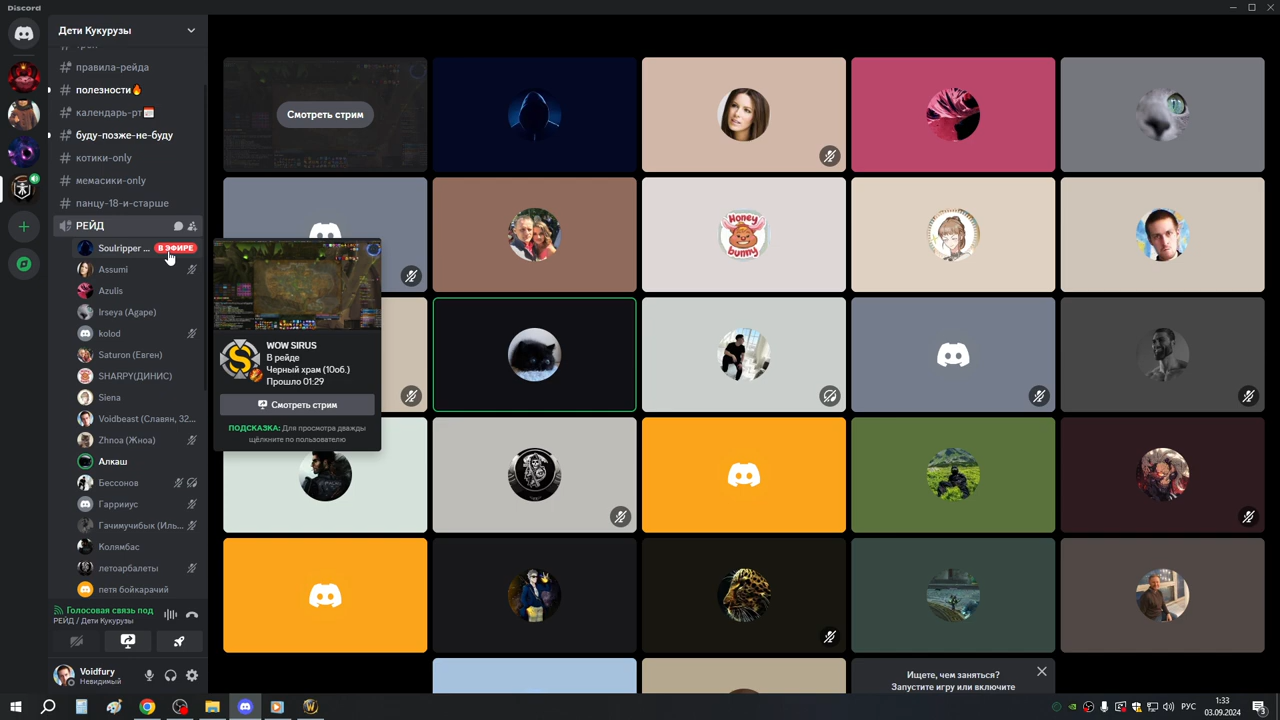 Discord
Дети Кукурузы
правила-рейда
полезности🔥
календарь-рт
буду-позже-не-буду
котики-only
мемасики-only
панцу-18-и-старше
РЕЙД
Soulripper ... В ЭФИРЕ
Assumi
Azulis
Irseya (Agape)
kolod
Saturon (Евген)
SHARPY(ДИНИС)
Siena
Voidbeast (Славян, 32...
Zhnoa (Жноа)
Алкаш
Бессонов
Гарриус
Гачимучибык (Иль...
Колямбас
летоарбалеты
петя бойкарачий
Голосовая связь под
РЕЙД / Дети Кукурузы
Voidfury
Невидимый
Смотреть стрим
Honey
bunny
WOW SIRUS
В рейде
Черный храм (10об.)
Прошло 01:29
Смотреть стрим
ПОДСКАЗКА: Для просмотра дважды
щёлкните по пользователю
Ищете, чем заняться?
Запустите игру или включите
РУС
1:33
03.09.2024
3